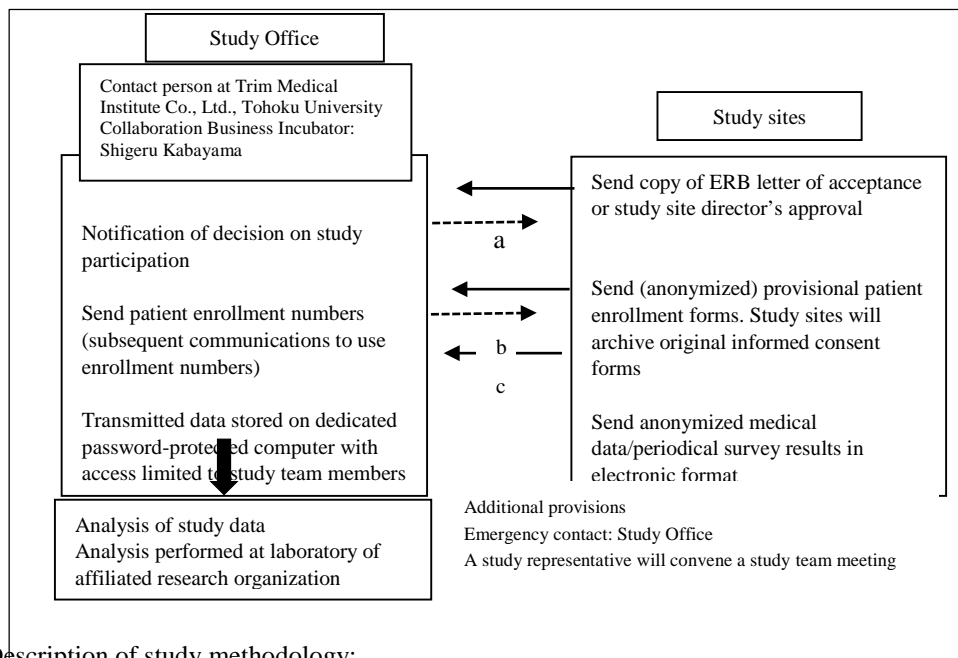 Study Office
Contact person at Trim Medical
Institute Co., Ltd., Tohoku University
Collaboration Business Incubator:
Shigeru Kabayama
Notification of decision on study
participation
Send patient enrollment numbers
(subsequent communications to use
enrollment numbers)
Transmitted data stored on dedicated
password-protected computer with
access limited to study team members
Analysis of study data
Analysis performed at laboratory of
affiliated research organization
a
b
c
Study sites
Send copy of ERB letter of acceptance
or study site director’s approval
Send (anonymized) provisional patient
enrollment forms. Study sites will
archive original informed consent
forms
Send anonymized medical
data/periodical survey results in
electronic format
Additional provisions
Emergency contact: Study Office
A study representative will convene a study team meeting
Description of study methodology: